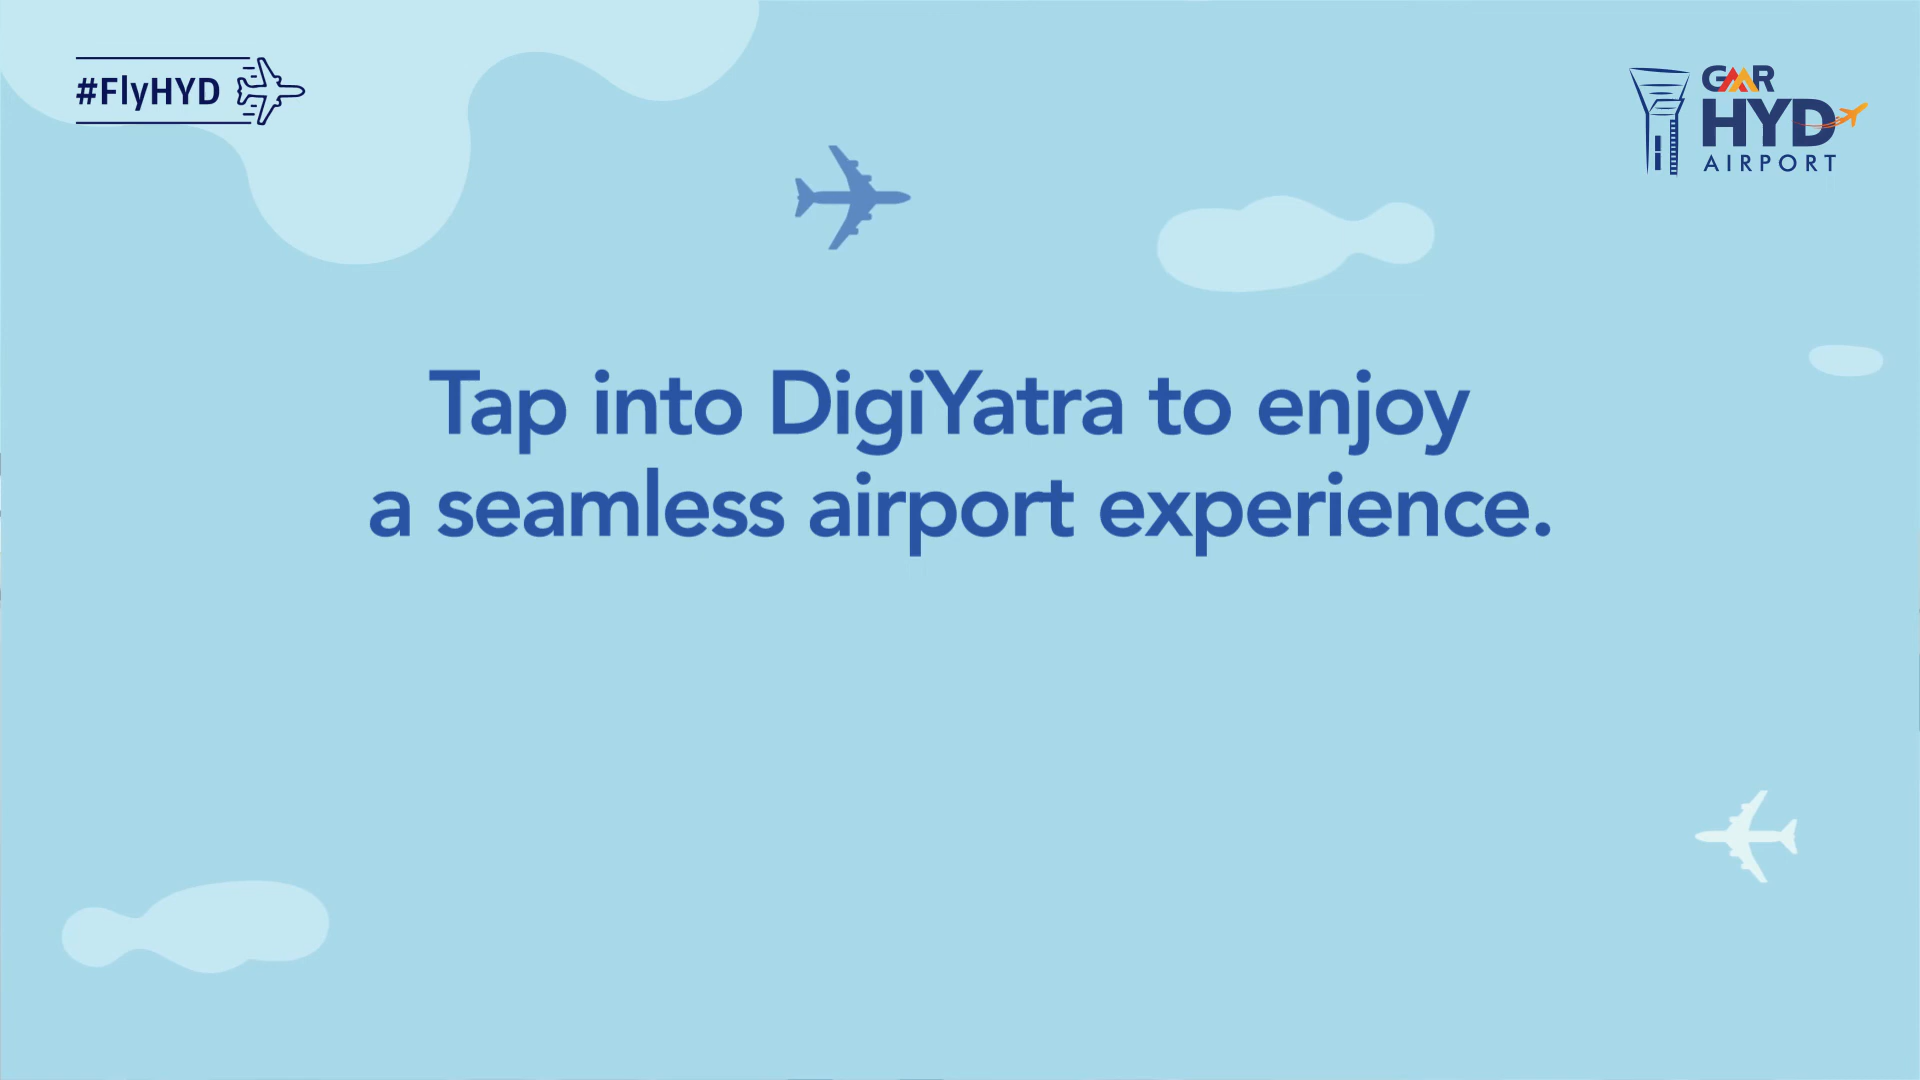 #FlyHYD
GMR
HYD
AIRPORT
Tap into DigiYatra to enjoy
a seamless airport experience.